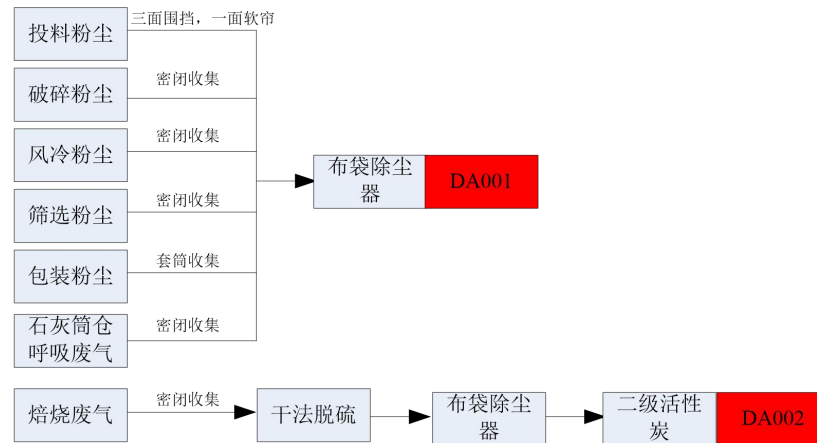 投料粉尘
三面围挡，一面软帘
破碎粉尘
密闭收集
风冷粉尘
密闭收集
布袋除尘
器
DA001
筛选粉尘
密闭收集
包装粉尘
套筒收集
石灰筒仓
呼吸废气
密闭收集
焙烧废气
密闭收集
干法脱硫
布袋除尘
器
二级活性
炭
DA002